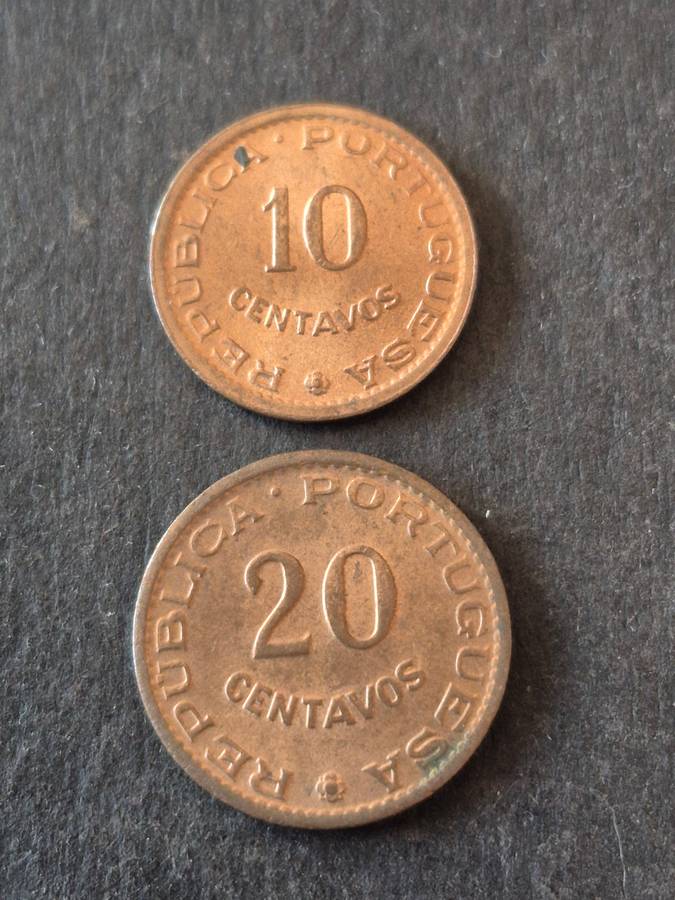 REPUBLICA · PORTUGUESA
10
CENTAVOS
REPUBLICA · PORTUGUESA
20
CENTAVOS